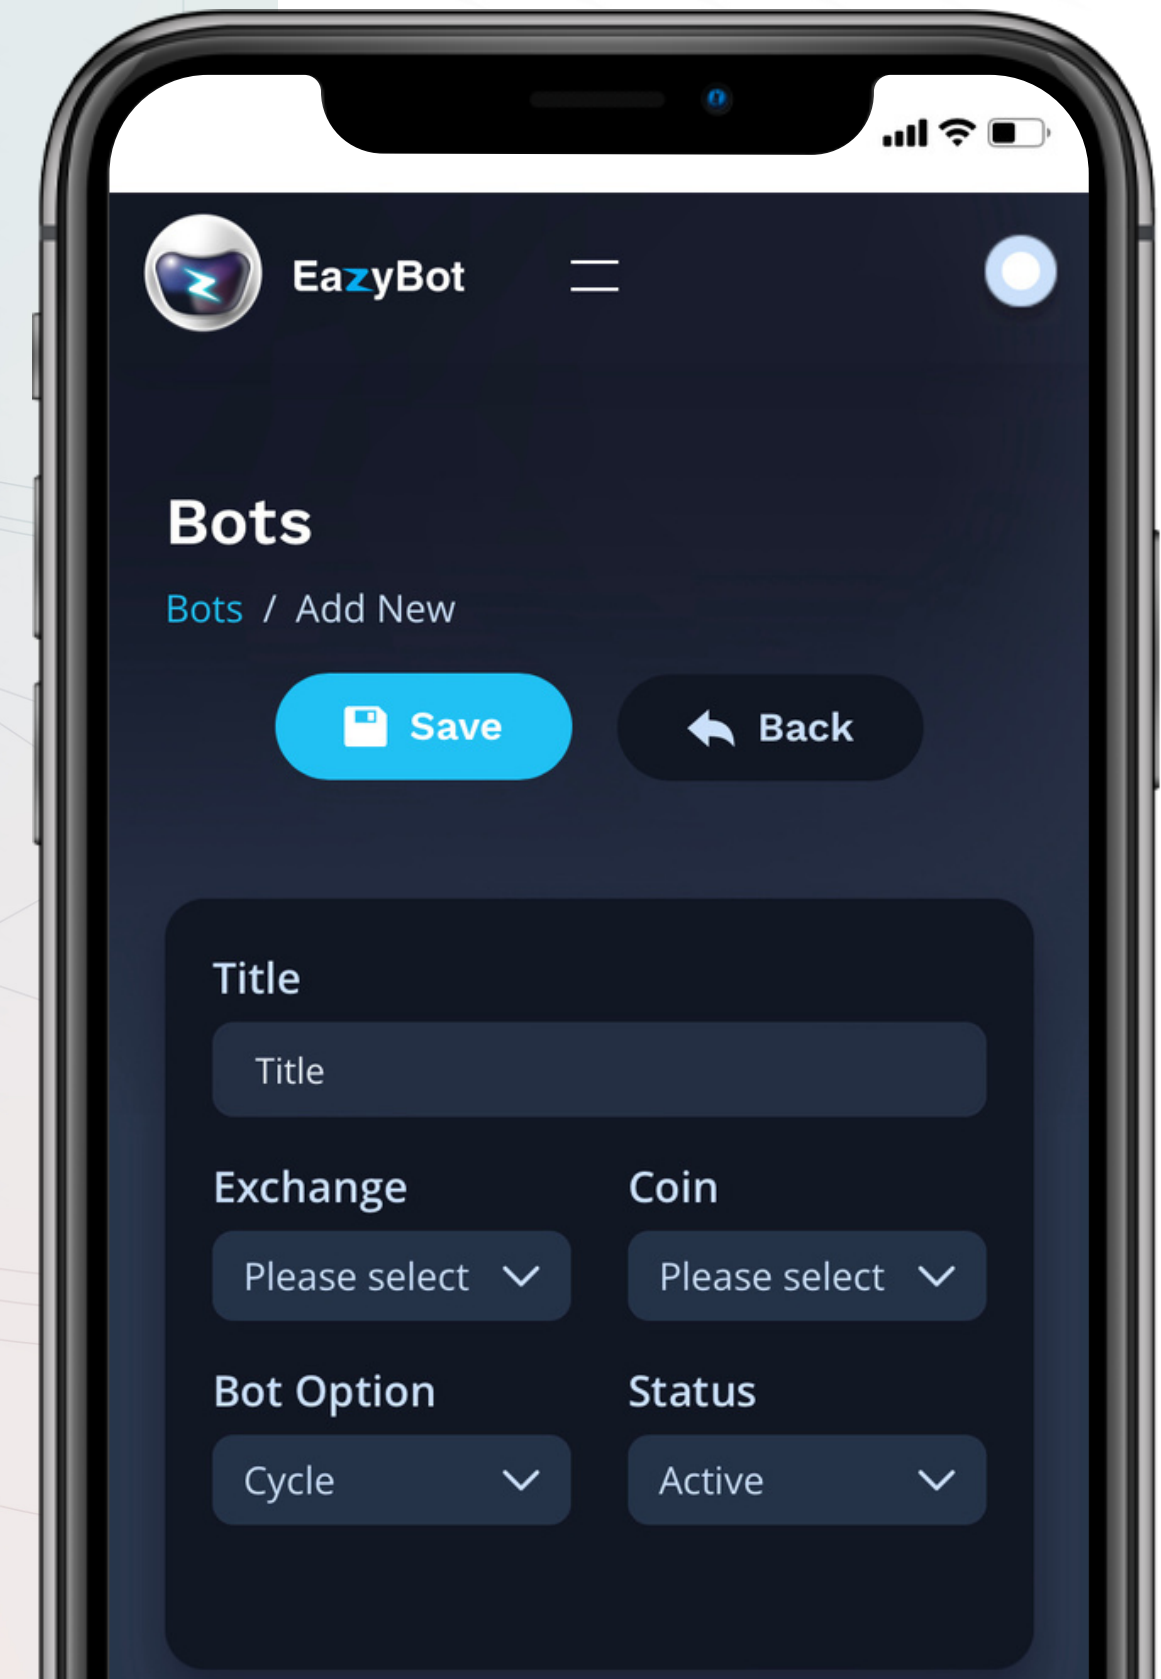 EazyBot
Bots
Bots / Add New
Save
Back
Title
Title
Exchange
Coin
Please select
Please select
Bot Option
Status
Cycle
Active